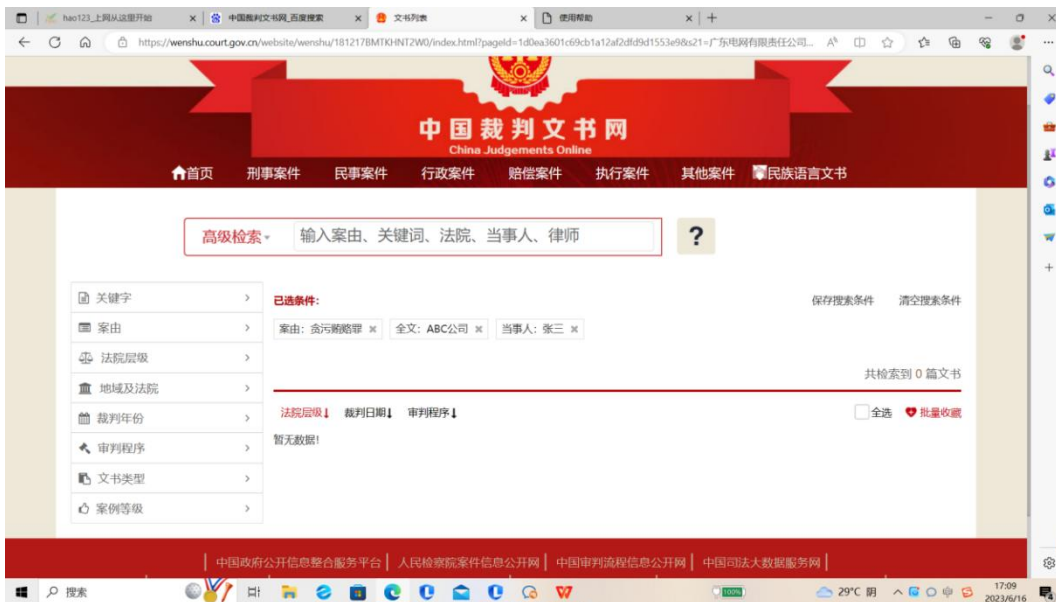 hao123_上网从这里开始
中国裁判文书网_百度搜索
文书列表
使用帮助
https://wenshu.court.gov.cn/website/wenshu/181217BMTKHNT2W0/index.html?pageId=1d0ea3601c69cb1a12af2dfd9d1553e9&s21=广东电网有限责任公司...
中国裁判文书网
China Judgements Online
首页 刑事案件 民事案件 行政案件 赔偿案件 执行案件 其他案件 民族语言文书
高级检索 输入案由、关键词、法院、当事人、律师 ?
关键字
案由
法院层级
地域及法院
裁判年份
审判程序
文书类型
案例等级
已选条件： 保存搜索条件 清空搜索条件
案由：贪污贿赂罪 × 全文：ABC公司 × 当事人：张三 ×
共检索到 0 篇文书
法院层级 裁判日期 审判程序 全选 批量收藏
暂无数据!
中国政府公开信息整合服务平台 | 人民检察院案件信息公开网 | 中国审判流程信息公开网 | 中国司法大数据服务网 |
搜索
100%
29°C 阴
中
17:09
2023/6/16